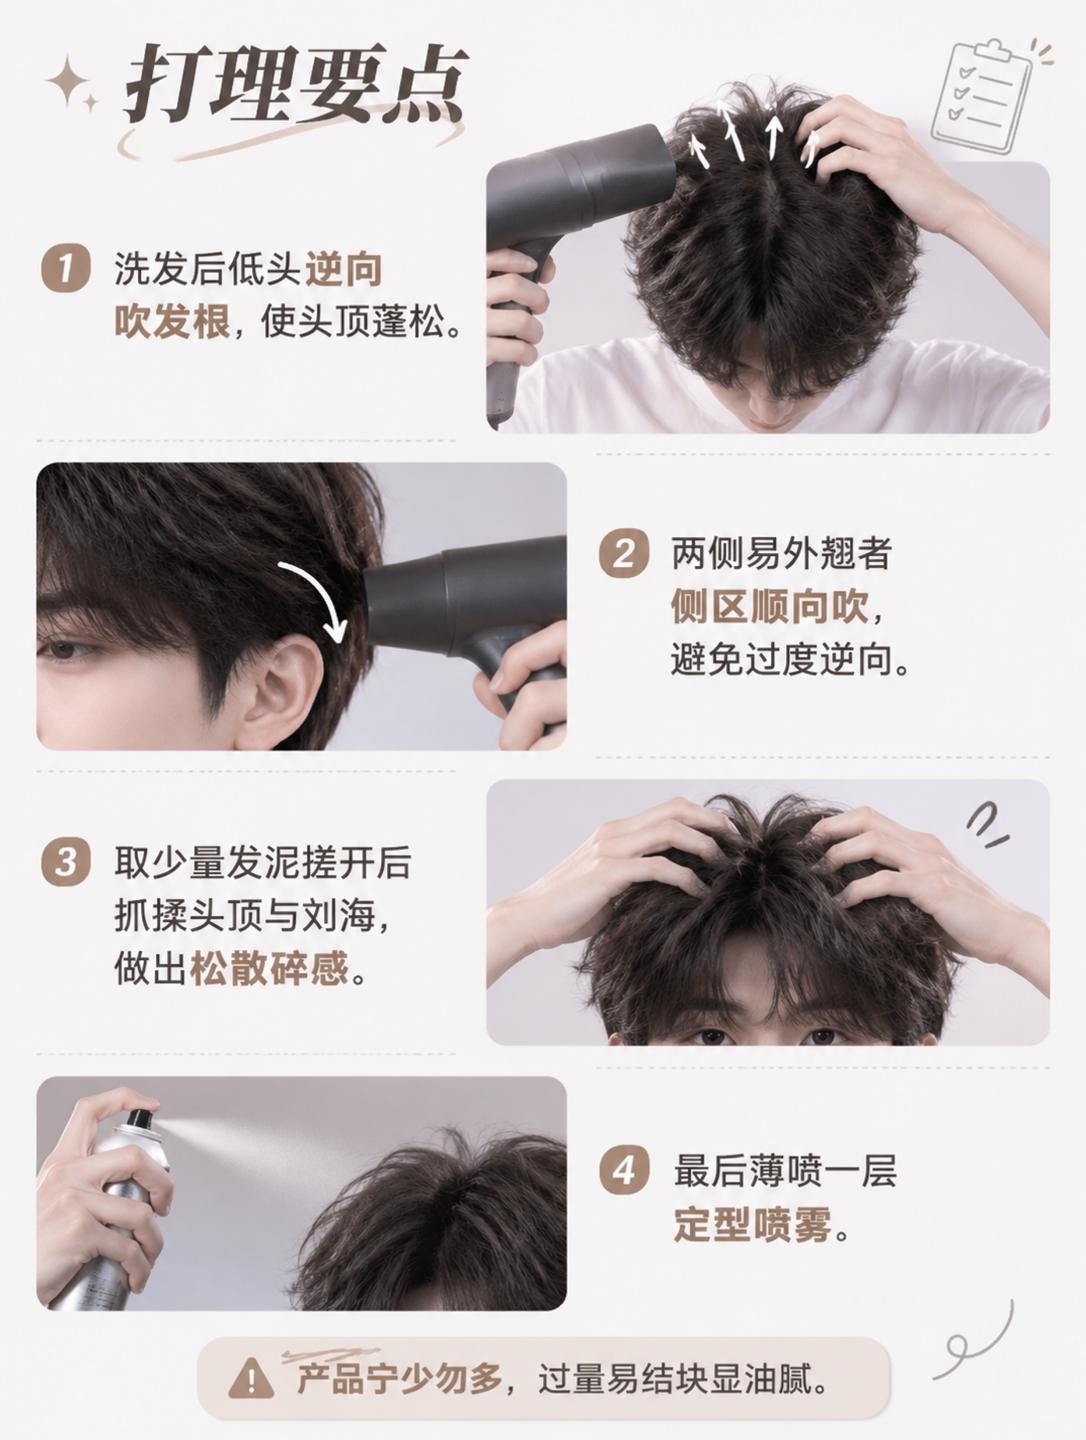 打理要点
1 洗发后低头逆向
吹发根，使头顶蓬松。
2 两侧易外翘者
侧区顺向吹，
避免过度逆向。
3 取少量发泥搓开后
抓揉头顶与刘海，
做出松散碎感。
4 最后薄喷一层
定型喷雾。
产品宁少勿多，过量易结块显油腻。